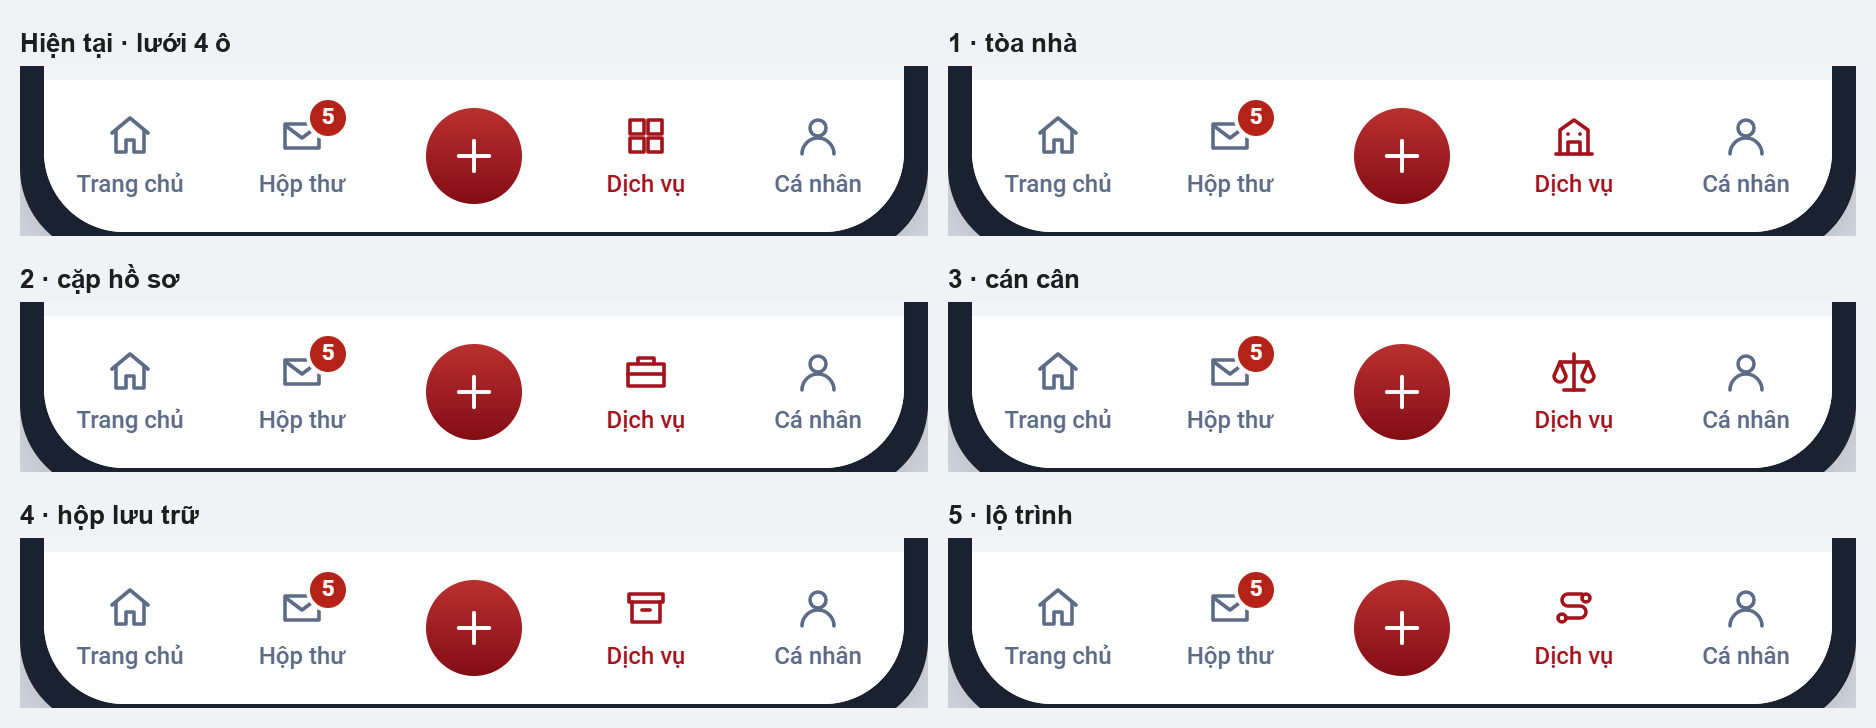 Hiện tại · lưới 4 ô
5
Trang chủ Hộp thư Dịch vụ Cá nhân
1 · tòa nhà
5
Trang chủ Hộp thư Dịch vụ Cá nhân
2 · cặp hồ sơ
5
Trang chủ Hộp thư Dịch vụ Cá nhân
3 · cán cân
5
Trang chủ Hộp thư Dịch vụ Cá nhân
4 · hộp lưu trữ
5
Trang chủ Hộp thư Dịch vụ Cá nhân
5 · lộ trình
5
Trang chủ Hộp thư Dịch vụ Cá nhân